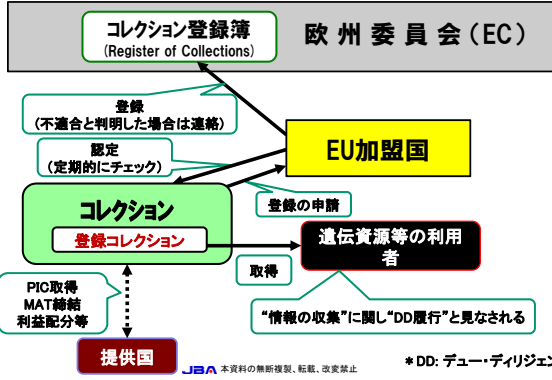 コレクション登録簿
(Register of Collections)
欧州委員会(EC)
登録
(不適合と判明した場合は連絡)
認定
(定期的にチェック)
EU加盟国
コレクション
登録コレクション
登録の申請
遺伝資源等の利用
者
取得
PIC取得
MAT締結
利益配分等
“情報の収集”に関し“DD履行”と見なされる
提供国
JBA 本資料の無断複製、転載、改変禁止
*DD: デュー・ディリジェン